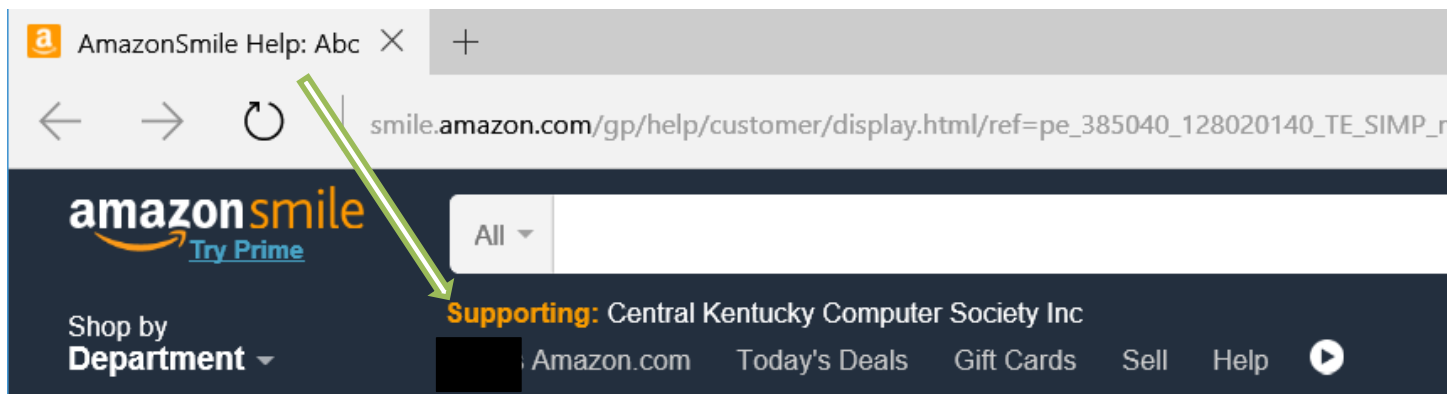 AmazonSmile Help: Abc
smile.amazon.com/gp/help/customer/display.html/ref=pe_385040_128020140_TE_SIMP_
amazonsmile
Try Prime
All
Supporting: Central Kentucky Computer Society Inc
Shop by
Department
s Amazon.com Today's Deals Gift Cards Sell Help